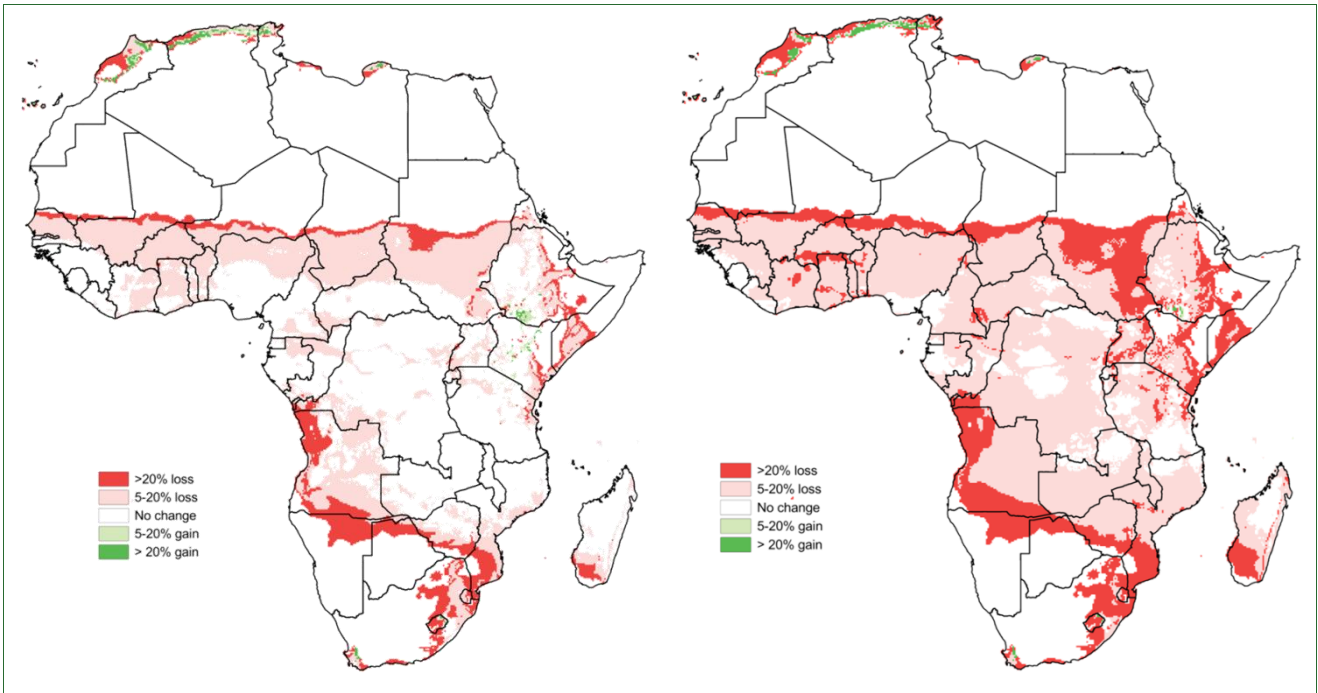 >20% loss
5-20% loss
No change
5-20% gain
> 20% gain
>20% loss
5-20% loss
No change
5-20% gain
> 20% gain